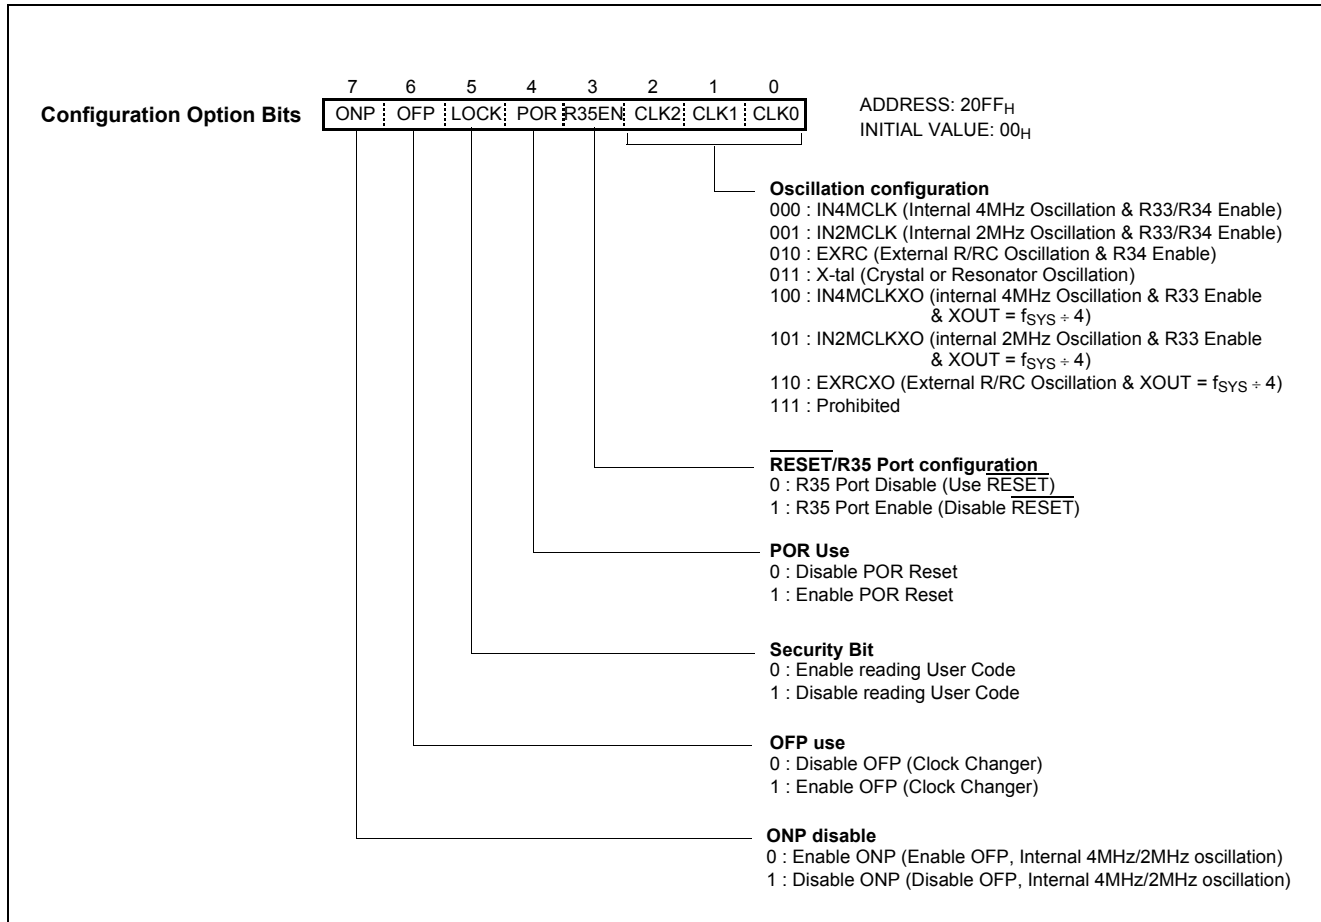 7 6 5 4 3 2 1 0
Configuration Option Bits ONP OFP LOCK POR R35EN CLK2 CLK1 CLK0
ADDRESS: 20FFH
INITIAL VALUE: 00H
Oscillation configuration
000 : IN4MCLK (Internal 4MHz Oscillation & R33/R34 Enable)
001 : IN2MCLK (Internal 2MHz Oscillation & R33/R34 Enable)
010 : EXRC (External R/RC Oscillation & R34 Enable)
011 : X-tal (Crystal or Resonator Oscillation)
100 : IN4MCLKXO (internal 4MHz Oscillation & R33 Enable
& XOUT = fSYS ÷ 4)
101 : IN2MCLKXO (internal 2MHz Oscillation & R33 Enable
& XOUT = fSYS ÷ 4)
110 : EXRCXO (External R/RC Oscillation & XOUT = fSYS ÷ 4)
111 : Prohibited
RESET/R35 Port configuration
0 : R35 Port Disable (Use RESET)
1 : R35 Port Enable (Disable RESET)
POR Use
0 : Disable POR Reset
1 : Enable POR Reset
Security Bit
0 : Enable reading User Code
1 : Disable reading User Code
OFP use
0 : Disable OFP (Clock Changer)
1 : Enable OFP (Clock Changer)
ONP disable
0 : Enable ONP (Enable OFP, Internal 4MHz/2MHz oscillation)
1 : Disable ONP (Disable OFP, Internal 4MHz/2MHz oscillation)